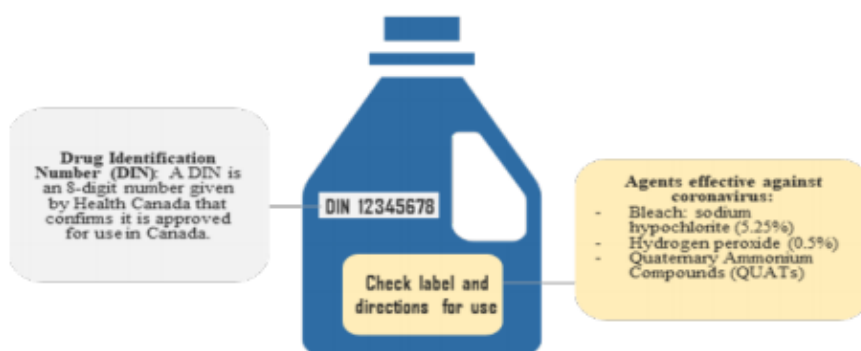 Drug Identification
Number (DIN): A DIN is
an 8-digit number given
by Health Canada that
confirms it is approved
for use in Canada.
DIN 12345678
Check label and
directions for use
Agents effective against
coronavirus:
- Bleach: sodium
hypochlorite (5.25%)
- Hydrogen peroxide (0.5%)
- Quaternary Ammonium
Compounds (QUATs)